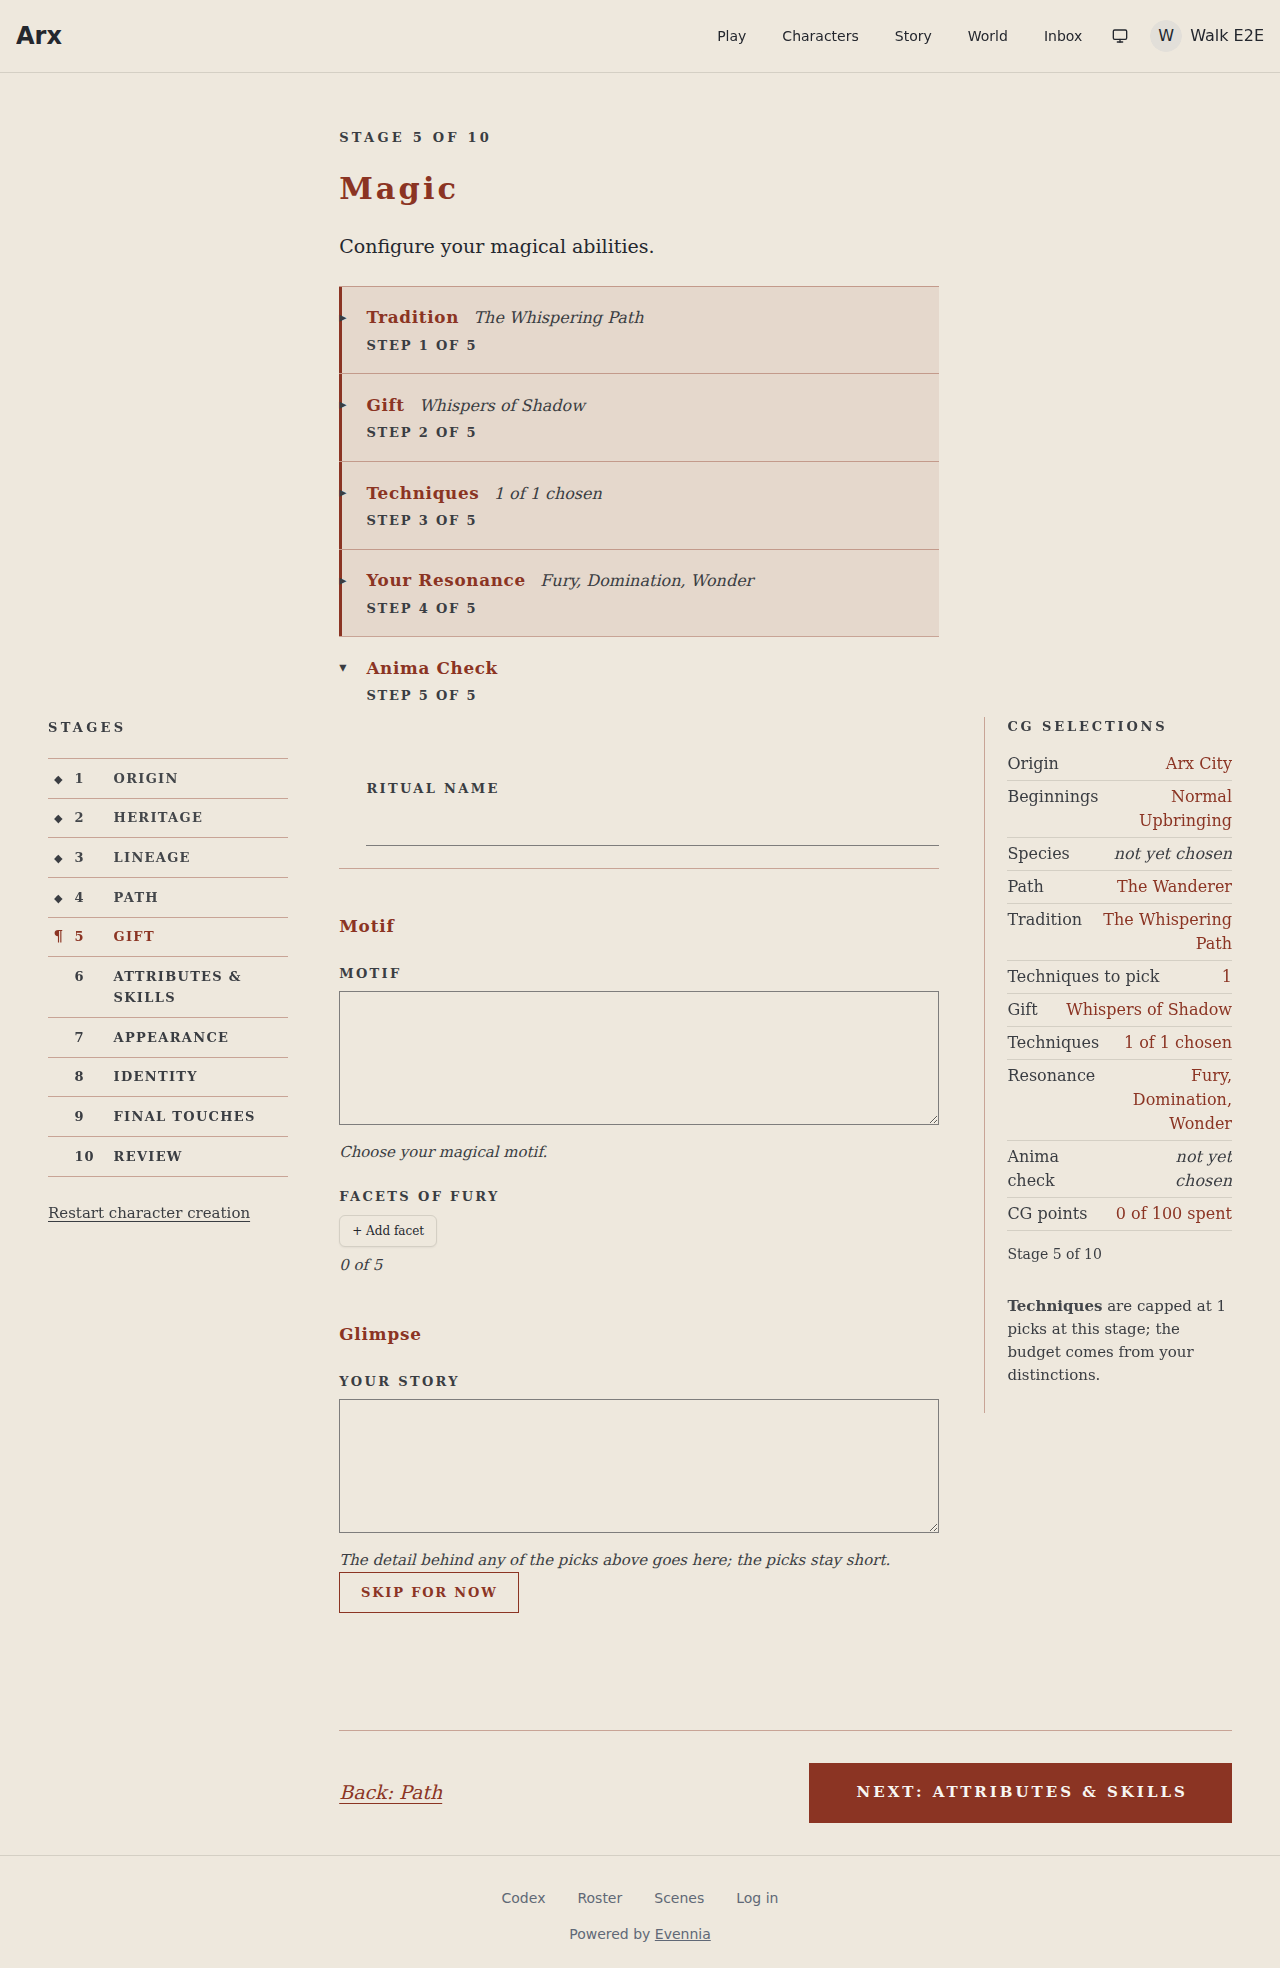 Arx
Play
Characters
Story
World
Inbox
W
Walk E2E
STAGE 5 OF 10
Magic
Configure your magical abilities.
▸ Tradition The Whispering Path
STEP 1 OF 5
▸ Gift Whispers of Shadow
STEP 2 OF 5
▸ Techniques 1 of 1 chosen
STEP 3 OF 5
▸ Your Resonance Fury, Domination, Wonder
STEP 4 OF 5
▾ Anima Check
STEP 5 OF 5
RITUAL NAME
Motif
MOTIF
Choose your magical motif.
FACETS OF FURY
+ Add facet
0 of 5
Glimpse
YOUR STORY
The detail behind any of the picks above goes here; the picks stay short.
SKIP FOR NOW
STAGES
◆ 1 ORIGIN
◆ 2 HERITAGE
◆ 3 LINEAGE
◆ 4 PATH
¶ 5 GIFT
6 ATTRIBUTES &
SKILLS
7 APPEARANCE
8 IDENTITY
9 FINAL TOUCHES
10 REVIEW
Restart character creation
CG SELECTIONS
Origin Arx City
Beginnings Normal
Upbringing
Species not yet chosen
Path The Wanderer
Tradition The Whispering
Path
Techniques to pick 1
Gift Whispers of Shadow
Techniques 1 of 1 chosen
Resonance Fury,
Domination,
Wonder
Anima not yet
check chosen
CG points 0 of 100 spent
Stage 5 of 10
Techniques are capped at 1
picks at this stage; the
budget comes from your
distinctions.
Back: Path
NEXT: ATTRIBUTES & SKILLS
Codex
Roster
Scenes
Log in
Powered by Evennia